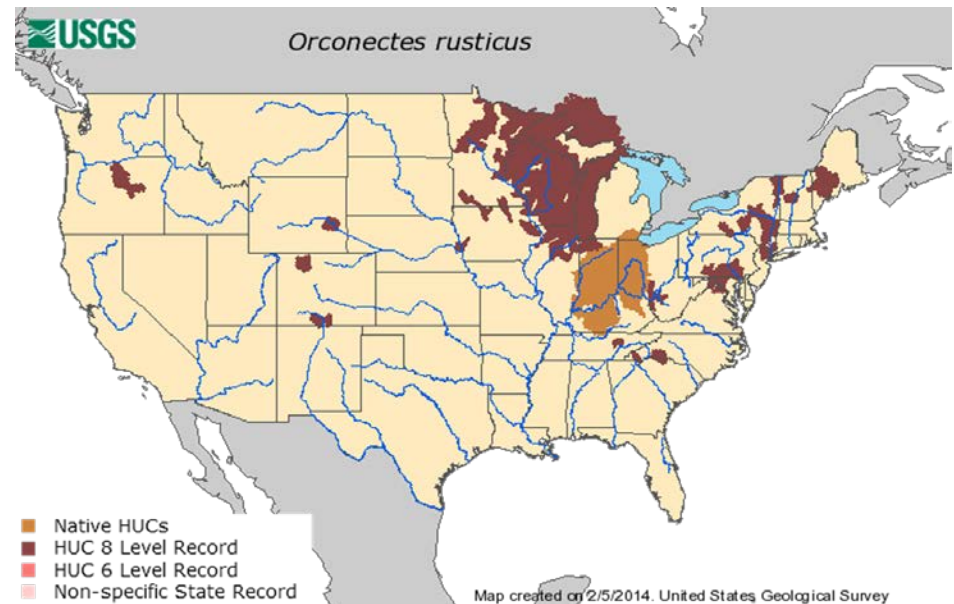 USGS
Orconectes rusticus
Native HUCs
HUC 8 Level Record
HUC 6 Level Record
Non-specific State Record
Map created on 2/5/2014. United States Geological Survey